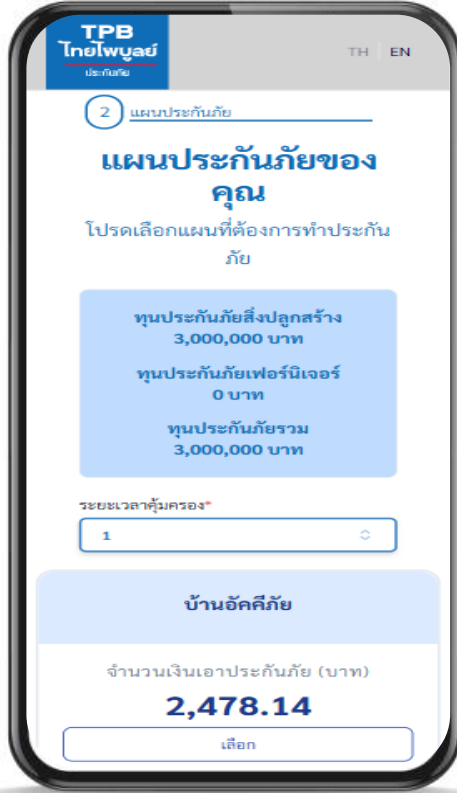 TPB
ไทยไพบูลย์
ประกันภัย
TH EN
2 แผนประกันภัย
แผนประกันภัยของ
คุณ
โปรดเลือกแผนที่ต้องการทำประกัน
ภัย
ทุนประกันภัยสิ่งปลูกสร้าง
3,000,000 บาท
ทุนประกันภัยเฟอร์นิเจอร์
0 บาท
ทุนประกันภัยรวม
3,000,000 บาท
ระยะเวลาคุ้มครอง*
1
บ้านอัคคีภัย
จำนวนเงินเอาประกันภัย (บาท)
2,478.14
เลือก